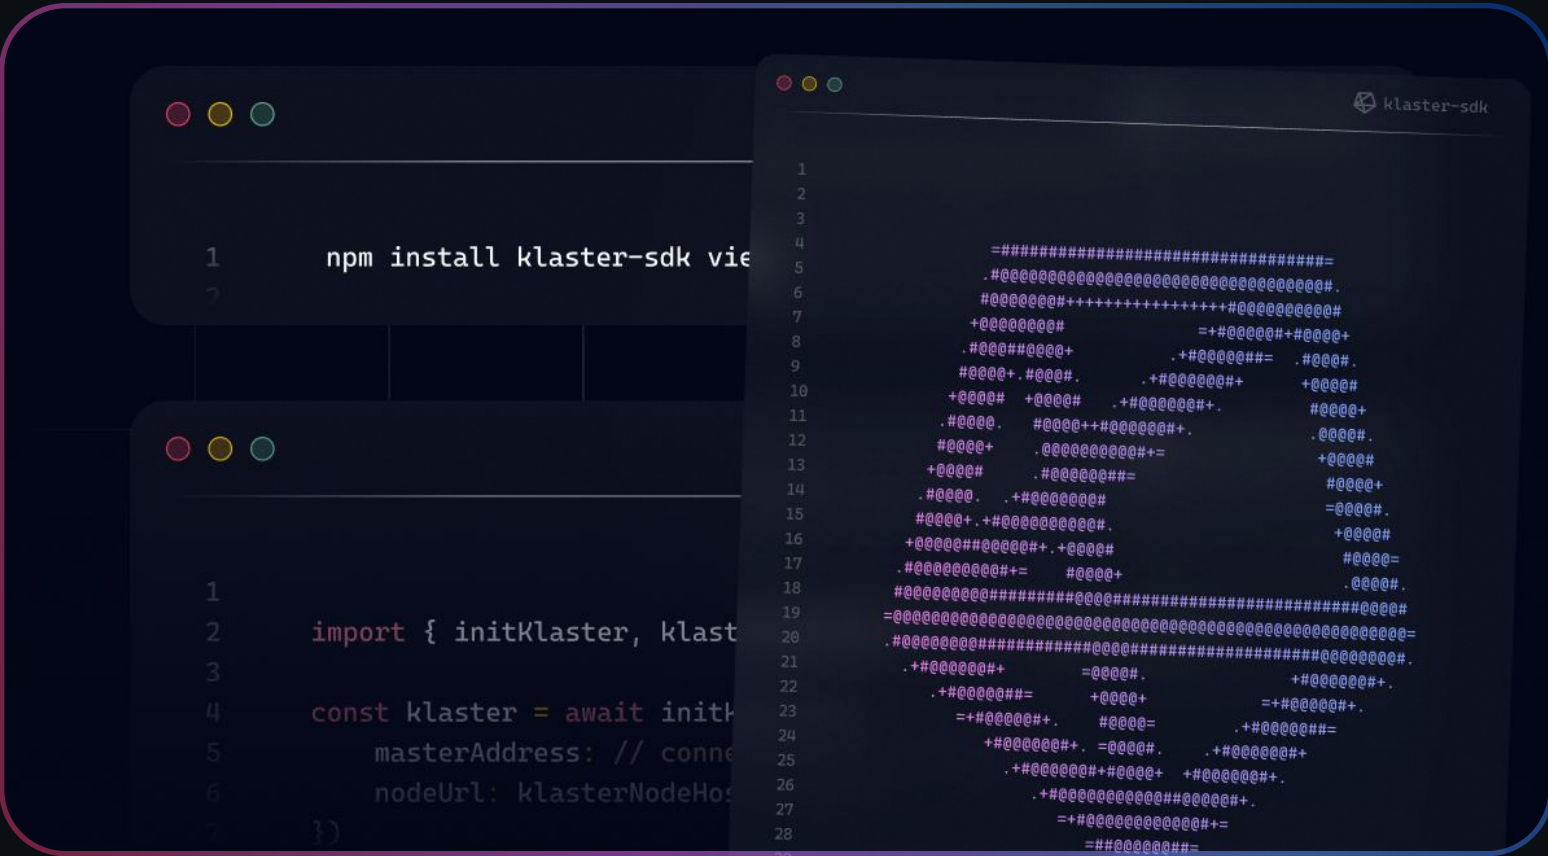 1 npm install klaster-sdk vie
2
1
2 import { initKlaster, klast
3
4 const klaster = await initK
5 masterAddress: // conne
6 nodeUrl: klasterNodeHos
7 })
klaster-sdk
1
2
3
4 =###################################=
5 .#@@@@@@@@@@@@@@@@@@@@@@@@@@@@@@@@@@#.
6 #@@@@@@@#+++++++++++++++++#@@@@@@@@@@#
7 +@@@@@@@@# =+#@@@@@#+#@@@@+
8 .#@@@##@@@@+ .+#@@@@@##= .#@@@#.
9 #@@@@+.#@@@#. .+#@@@@@@#+ +@@@@#
10 +@@@@# +@@@@# .+#@@@@@@#+. #@@@@+
11 .#@@@@. #@@@@++#@@@@@@#+. .@@@@#.
12 #@@@@+ .@@@@@@@@@@#+= +@@@@#
13 +@@@@# .#@@@@@@##= #@@@@+
14 .#@@@@. .+#@@@@@@@# =@@@@#.
15 #@@@@+.+#@@@@@@@@@@#. +@@@@#
16 +@@@@@##@@@@@#+.+@@@@# #@@@@=
17 .#@@@@@@@@@#+= #@@@@+ .@@@@#.
18 #@@@@@@@@@#########@@@@##########################@@@@#
19 =@@@@@@@@@@@@@@@@@@@@@@@@@@@@@@@@@@@@@@@@@@@@@@@@@@@@@@=
20 .#@@@@@@@@############@@@@####################@@@@@@@@#.
21 .+#@@@@@@#+ =@@@@#. +#@@@@@@#+.
22 .+#@@@@@##= +@@@@+ =+#@@@@@#+.
23 =+#@@@@@#+. #@@@@= .+#@@@@@##=
24 +#@@@@@@#+. =@@@@#. .+#@@@@@@#+
25 .+#@@@@@@#+#@@@@+ +#@@@@@@#+.
26 .+#@@@@@@@@@@@##@@@@@#+.
27 =+#@@@@@@@@@@@@#+=
28 =##@@@@@@##=